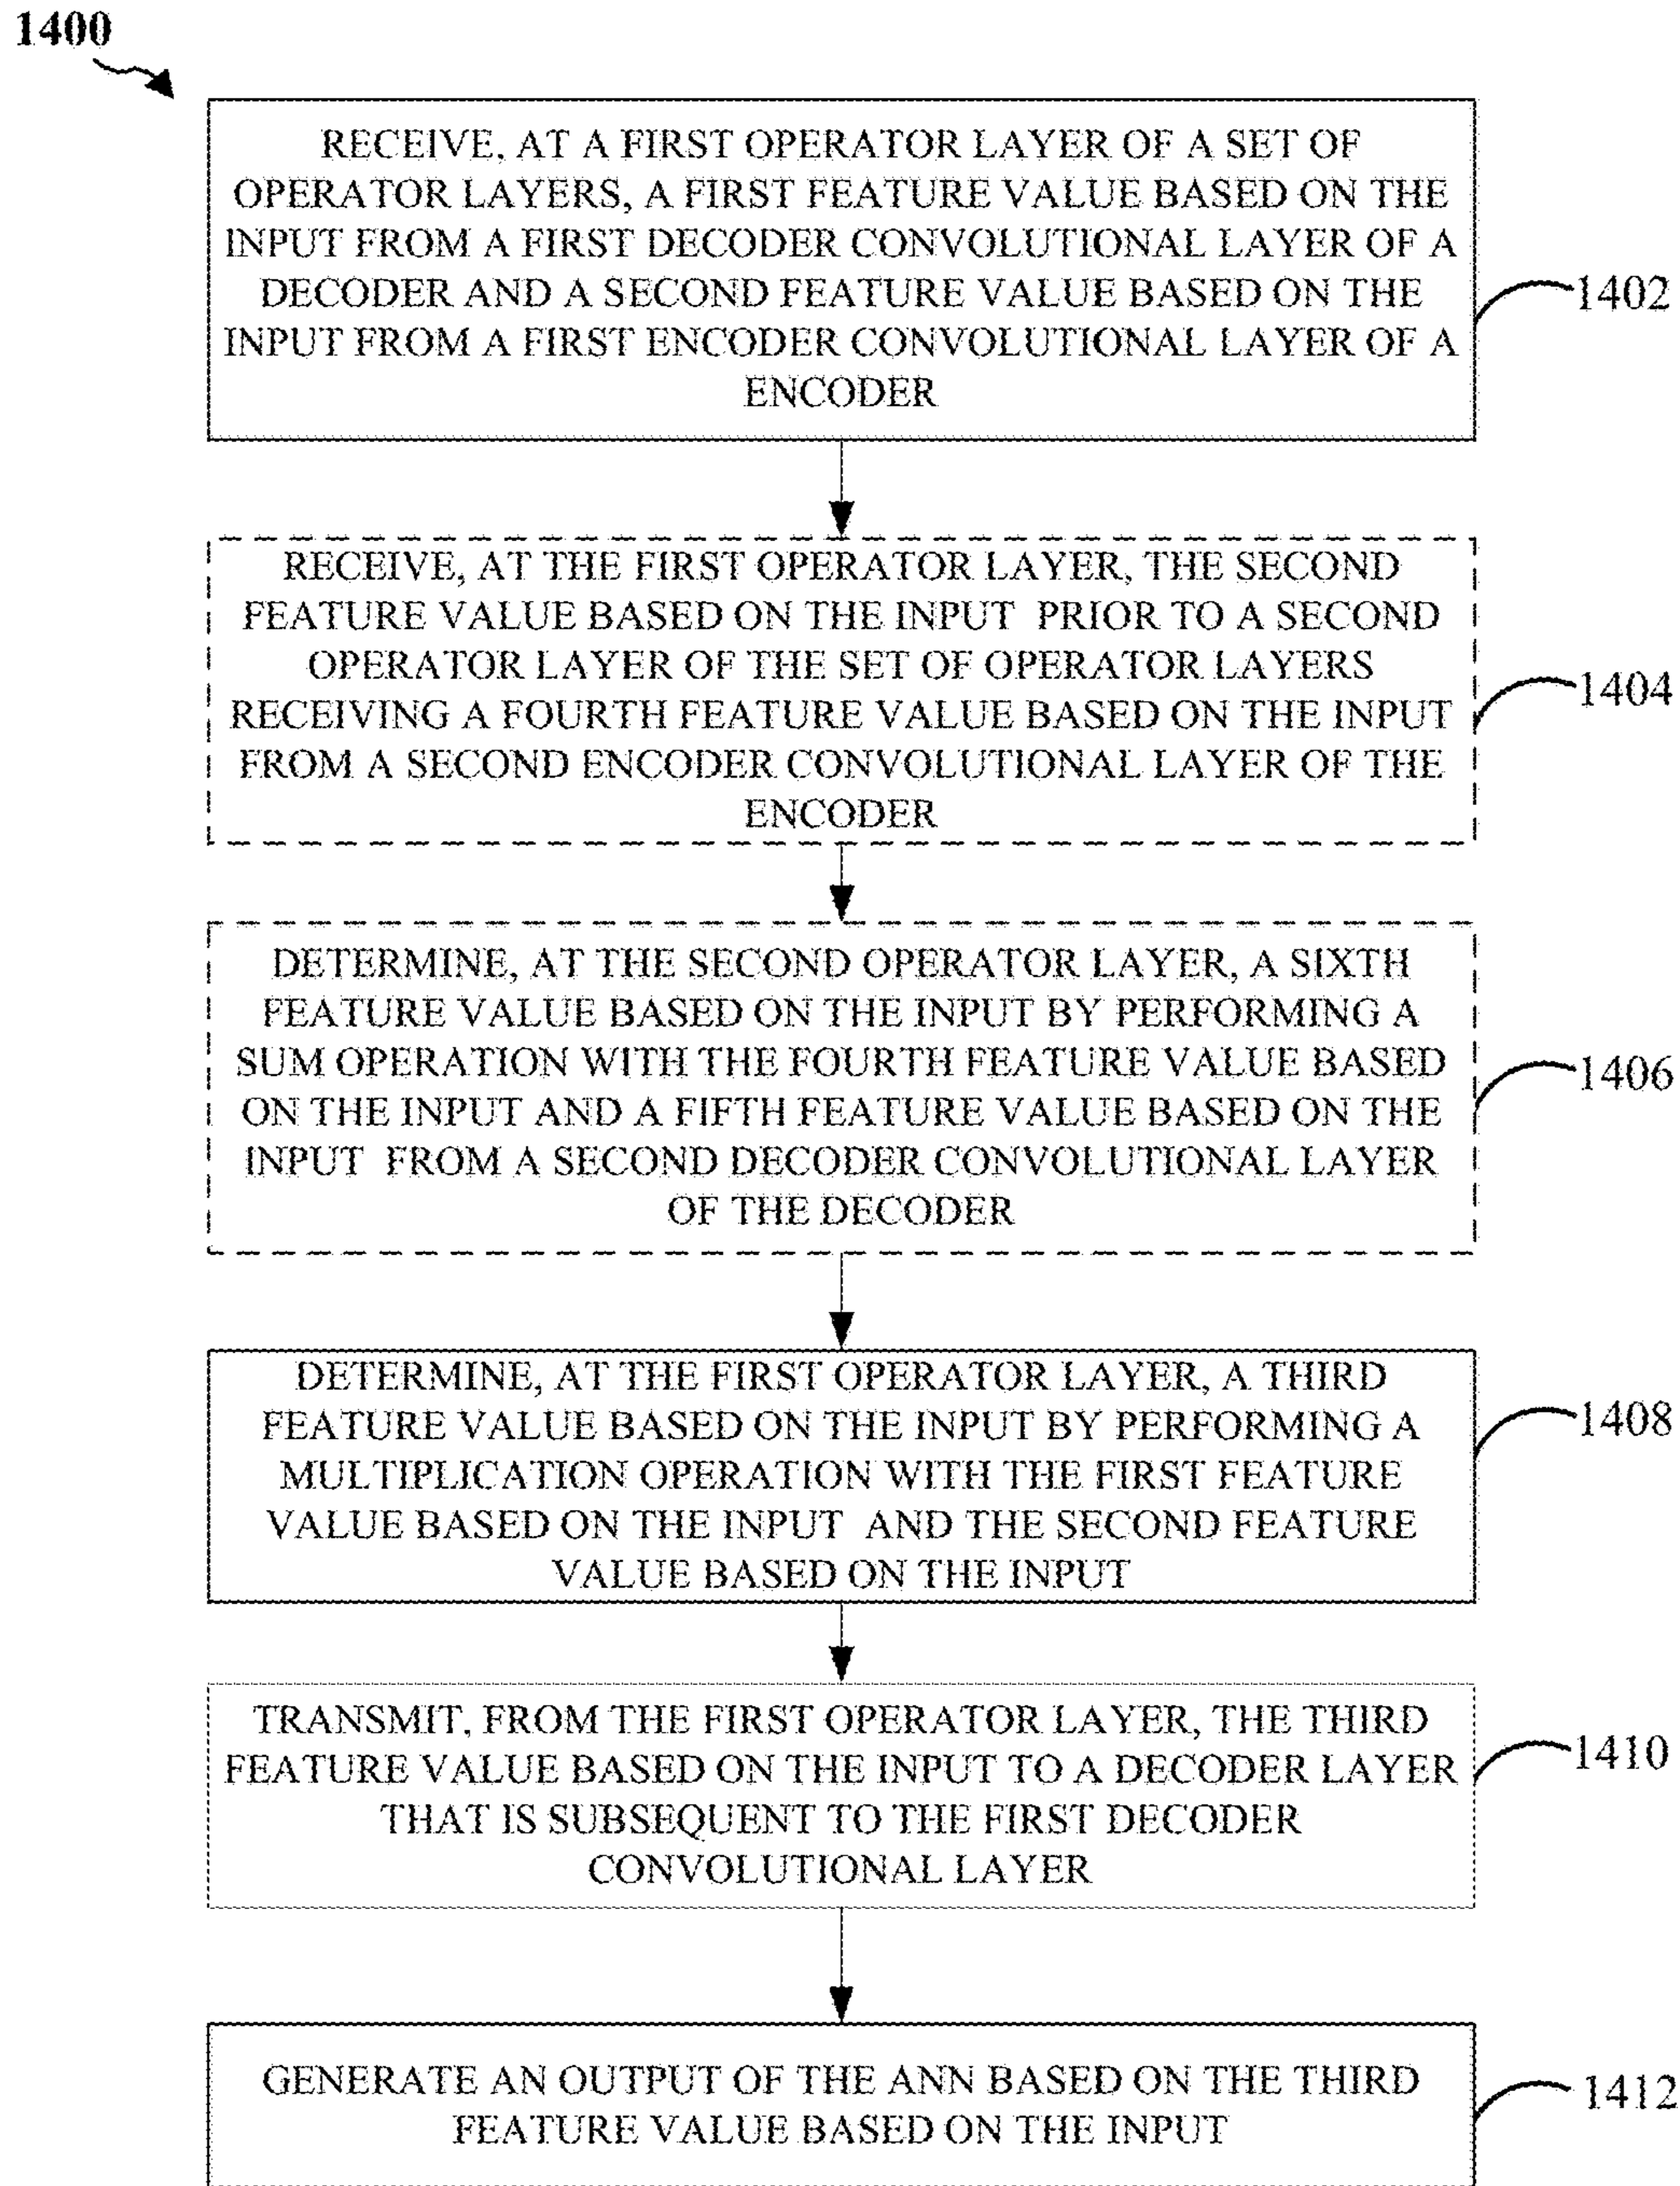 1400
RECEIVE, AT A FIRST OPERATOR LAYER OF A SET OF
OPERATOR LAYERS, A FIRST FEATURE VALUE BASED ON THE
INPUT FROM A FIRST DECODER CONVOLUTIONAL LAYER OF A
DECODER AND A SECOND FEATURE VALUE BASED ON THE
INPUT FROM A FIRST ENCODER CONVOLUTIONAL LAYER OF A
ENCODER
1402
RECEIVE, AT THE FIRST OPERATOR LAYER, THE SECOND
FEATURE VALUE BASED ON THE INPUT PRIOR TO A SECOND
OPERATOR LAYER OF THE SET OF OPERATOR LAYERS
RECEIVING A FOURTH FEATURE VALUE BASED ON THE INPUT
FROM A SECOND ENCODER CONVOLUTIONAL LAYER OF THE
ENCODER
1404
DETERMINE, AT THE SECOND OPERATOR LAYER, A SIXTH
FEATURE VALUE BASED ON THE INPUT BY PERFORMING A
SUM OPERATION WITH THE FOURTH FEATURE VALUE BASED
ON THE INPUT AND A FIFTH FEATURE VALUE BASED ON THE
INPUT FROM A SECOND DECODER CONVOLUTIONAL LAYER
OF THE DECODER
1406
DETERMINE, AT THE FIRST OPERATOR LAYER, A THIRD
FEATURE VALUE BASED ON THE INPUT BY PERFORMING A
MULTIPLICATION OPERATION WITH THE FIRST FEATURE
VALUE BASED ON THE INPUT AND THE SECOND FEATURE
VALUE BASED ON THE INPUT
1408
TRANSMIT, FROM THE FIRST OPERATOR LAYER, THE THIRD
FEATURE VALUE BASED ON THE INPUT TO A DECODER LAYER
THAT IS SUBSEQUENT TO THE FIRST DECODER
CONVOLUTIONAL LAYER
1410
GENERATE AN OUTPUT OF THE ANN BASED ON THE THIRD
FEATURE VALUE BASED ON THE INPUT
1412